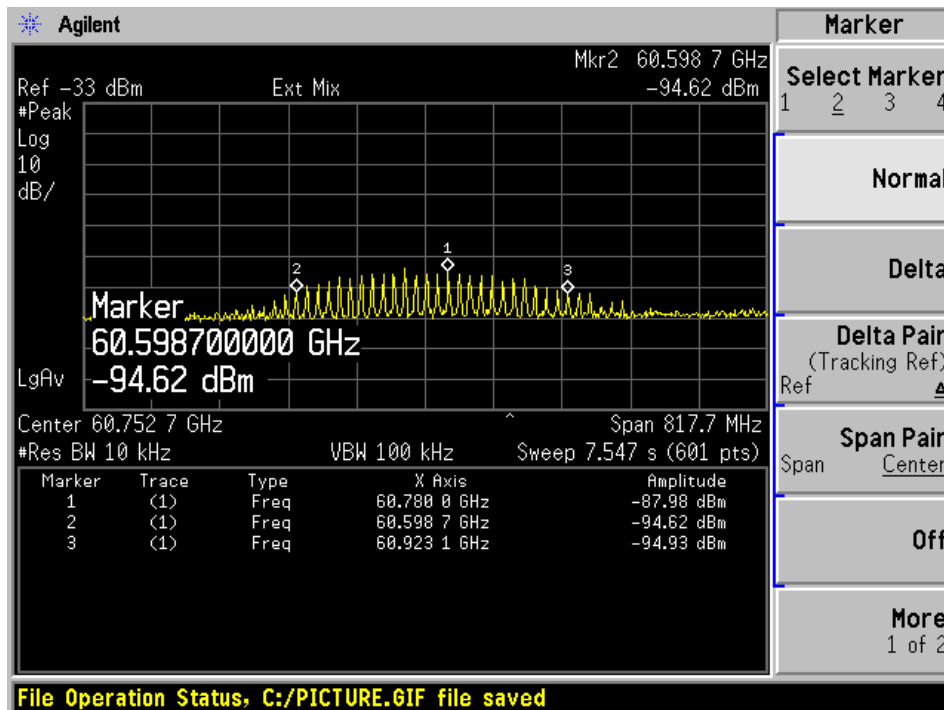 Agilent
Marker
Mkr2 60.598 7 GHz
Ref -33 dBm Ext Mix -94.62 dBm
#Peak
Log
10
dB/
1
2
3
Marker
60.598700000 GHz
-94.62 dBm
LgAv
Center 60.752 7 GHz ^ Span 817.7 MHz
#Res BW 10 kHz VBW 100 kHz Sweep 7.547 s (601 pts)
Marker Trace Type X Axis Amplitude
1 (1) Freq 60.780 0 GHz -87.98 dBm
2 (1) Freq 60.598 7 GHz -94.62 dBm
3 (1) Freq 60.923 1 GHz -94.93 dBm
Select Marker
1 2 3 4
Normal
Delta
Delta Pair
(Tracking Ref)
Ref Δ
Span Pair
Span Center
Off
More
1 of 2
File Operation Status, C:/PICTURE.GIF file saved